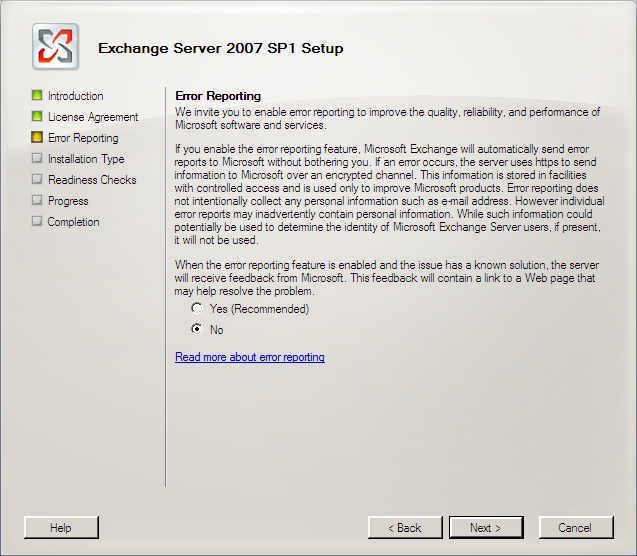 Exchange Server 2007 SP1 Setup
Introduction
License Agreement
Error Reporting
Installation Type
Readiness Checks
Progress
Completion
Error Reporting
We invite you to enable error reporting to improve the quality, reliability, and performance of
Microsoft software and services.
If you enable the error reporting feature, Microsoft Exchange will automatically send error
reports to Microsoft without bothering you. If an error occurs, the server uses https to send
information to Microsoft over an encrypted channel. This information is stored in facilities
with controlled access and is used only to improve Microsoft products. Error reporting does
not intentionally collect any personal information such as e-mail address. However individual
error reports may inadvertently contain personal information. While such information could
potentially be used to determine the identity of Microsoft Exchange Server users, if present,
it will not be used.
When the error reporting feature is enabled and the issue has a known solution, the server
will receive feedback from Microsoft. This feedback will contain a link to a Web page that
may help resolve the problem.
Yes (Recommended)
No
Read more about error reporting
Help
< Back
Next >
Cancel